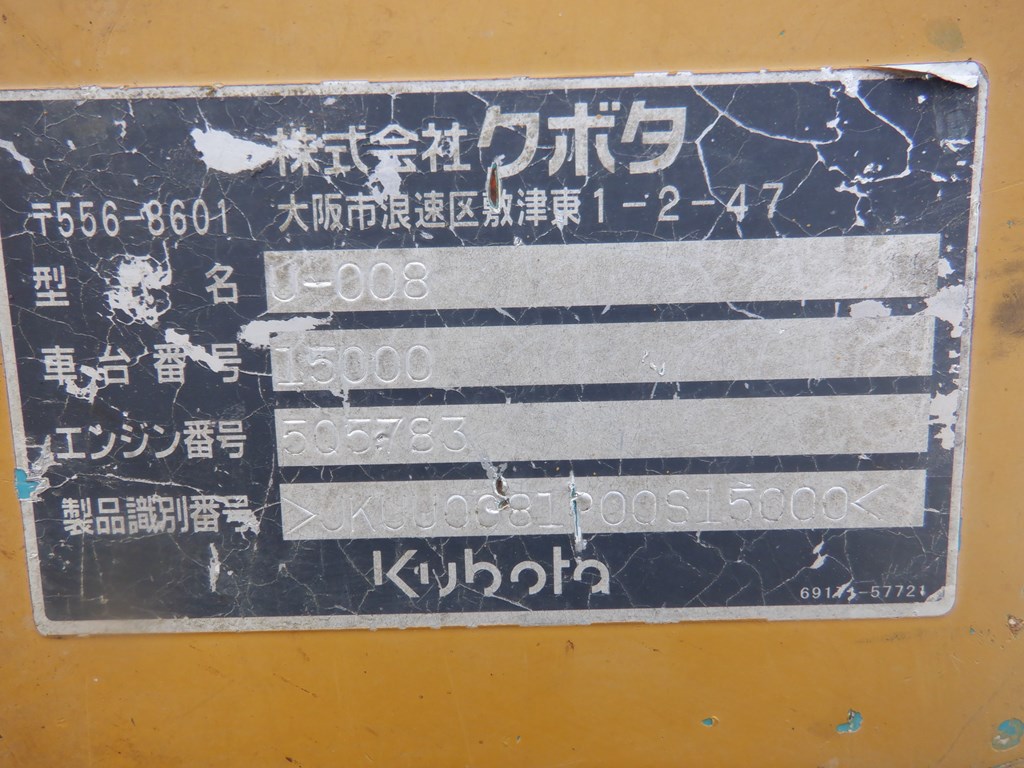 株式会社クボタ
〒556-8601 大阪市浪速区敷津東1-2-47
型 名 U-008
車台番号 15000
エンジン番号 505783
製品識別番号
Kubota